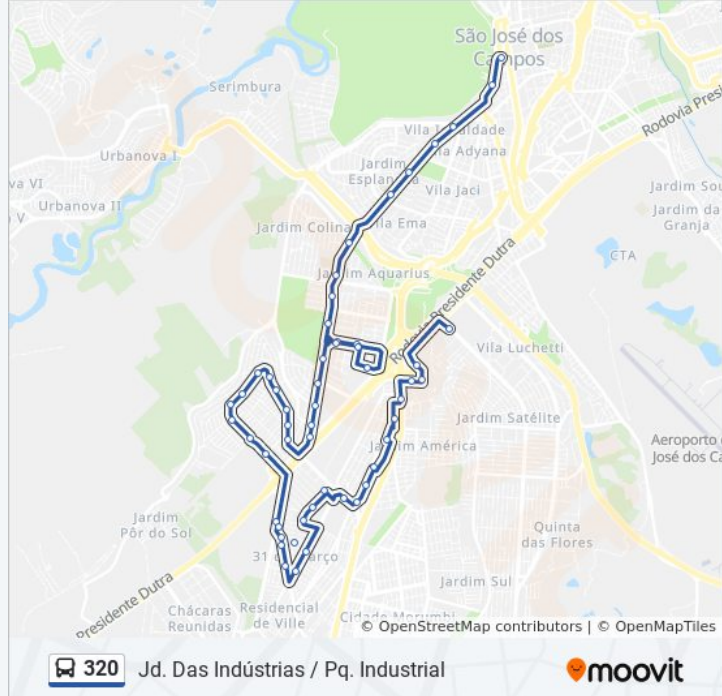 São José dos
Campos
Serimbura
Rodovia Presi
Vila
ldade
Urbanova I
Vila Adyana
Jardim
Esplan
va VI
Vila Jaci
Jardim Sou
Urbanova II
o V
Jardim da
Granja
Jardim Colina
Vila Ema
CTA
Jardim Aquarius
Rodovia Presidente Dutra
Vila Luchetti
Jardim Satélite
Jardim América
Aeroporto
José dos Ca
Jardim
Pôr do Sol
Quinta
das Flores
31 de Março
Jardim Sul
Presidente Dutra
Chácaras
Reunidas
Residencial
de Ville
Cidade Morumbi
© OpenStreetMap contributors | © OpenMapTiles
320 Jd. Das Indústrias / Pq. Industrial
moovit